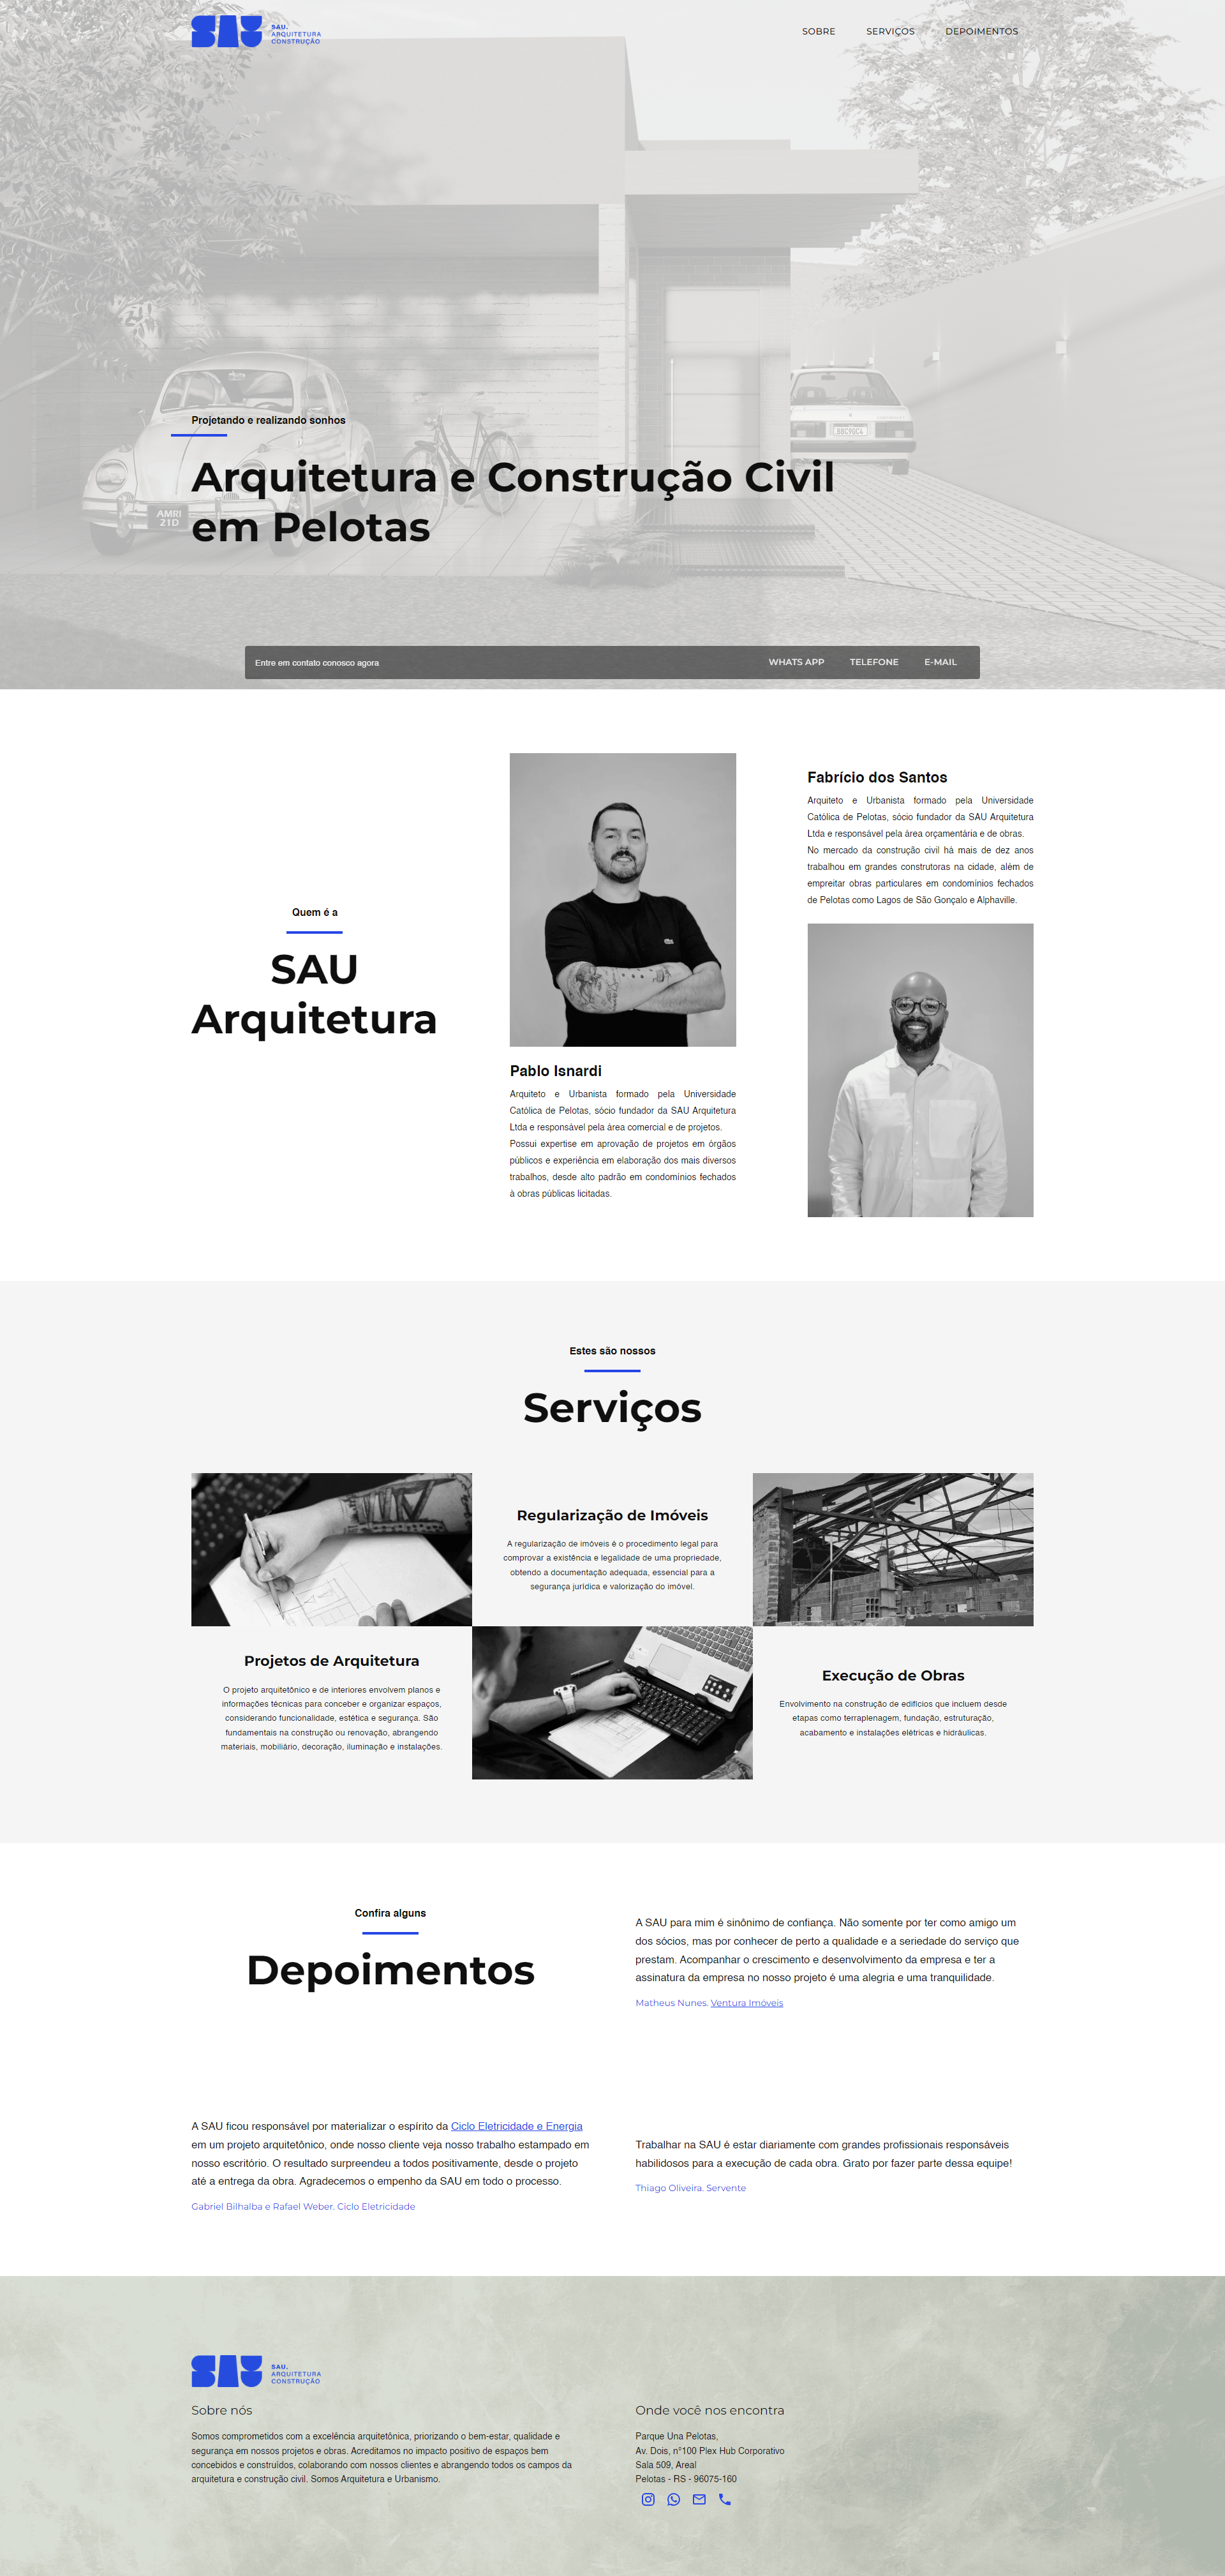 SAU
SAU.
ARQUITETURA
CONSTRUÇÃO
SOBRE SERVIÇOS DEPOIMENTOS
Projetando e realizando sonhos
Arquitetura e Construção Civil
em Pelotas
AMRI
21D
BBC9GC4
Entre em contato conosco agora
WHATS APP TELEFONE E-MAIL
Quem é a
SAU
Arquitetura
Pablo Isnardi
Arquiteto e Urbanista formado pela Universidade
Católica de Pelotas, sócio fundador da SAU Arquitetura
Ltda e responsável pela área comercial e de projetos.
Possui expertise em aprovação de projetos em órgãos
públicos e experiência em elaboração dos mais diversos
trabalhos, desde alto padrão em condomínios fechados
à obras públicas licitadas.
Fabrício dos Santos
Arquiteto e Urbanista formado pela Universidade
Católica de Pelotas, sócio fundador da SAU Arquitetura
Ltda e responsável pela área orçamentária e de obras.
No mercado da construção civil há mais de dez anos
trabalhou em grandes construtoras na cidade, além de
empreitar obras particulares em condomínios fechados
de Pelotas como Lagos de São Gonçalo e Alphaville.
Estes são nossos
Serviços
Regularização de Imóveis
A regularização de imóveis é o procedimento legal para
comprovar a existência e legalidade de uma propriedade,
obtendo a documentação adequada, essencial para a
segurança jurídica e valorização do imóvel.
Projetos de Arquitetura
O projeto arquitetônico e de interiores envolvem planos e
informações técnicas para conceber e organizar espaços,
considerando funcionalidade, estética e segurança. São
fundamentais na construção ou renovação, abrangendo
materiais, mobiliário, decoração, iluminação e instalações.
Execução de Obras
Envolvimento na construção de edifícios que incluem desde
etapas como terraplenagem, fundação, estruturação,
acabamento e instalações elétricas e hidráulicas.
Confira alguns
Depoimentos
A SAU para mim é sinônimo de confiança. Não somente por ter como amigo um
dos sócios, mas por conhecer de perto a qualidade e a seriedade do serviço que
prestam. Acompanhar o crescimento e desenvolvimento da empresa e ter a
assinatura da empresa no nosso projeto é uma alegria e uma tranquilidade.
Matheus Nunes. Ventura Imóveis
A SAU ficou responsável por materializar o espírito da Ciclo Eletricidade e Energia
em um projeto arquitetônico, onde nosso cliente veja nosso trabalho estampado em
nosso escritório. O resultado surpreendeu a todos positivamente, desde o projeto
até a entrega da obra. Agradecemos o empenho da SAU em todo o processo.
Gabriel Bilhalba e Rafael Weber. Ciclo Eletricidade
Trabalhar na SAU é estar diariamente com grandes profissionais responsáveis
habilidosos para a execução de cada obra. Grato por fazer parte dessa equipe!
Thiago Oliveira. Servente
SAU
SAU.
ARQUITETURA
CONSTRUÇÃO
Sobre nós
Somos comprometidos com a excelência arquitetônica, priorizando o bem-estar, qualidade e
segurança em nossos projetos e obras. Acreditamos no impacto positivo de espaços bem
concebidos e construídos, colaborando com nossos clientes e abrangendo todos os campos da
arquitetura e construção civil. Somos Arquitetura e Urbanismo.
Onde você nos encontra
Parque Una Pelotas,
Av. Dois, n°100 Plex Hub Corporativo
Sala 509, Areal
Pelotas - RS - 96075-160